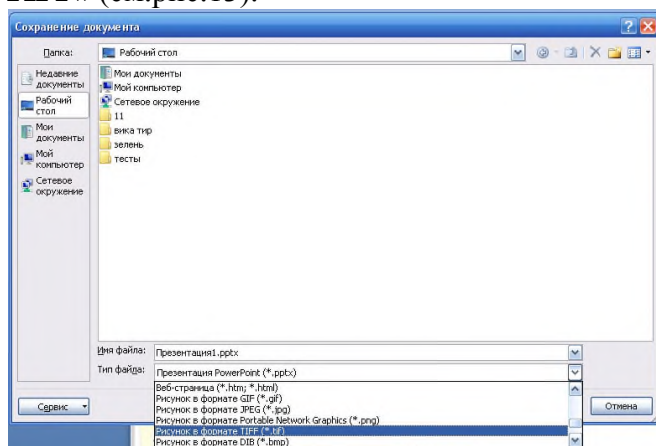 (см.рис.13).
Сохранение документа
Папка:
Рабочий стол
Недавние документы
Рабочий стол
Мои документы
Мой компьютер
Сетевое окружение
Мои документы
Мой компьютер
Сетевое окружение
11
вика тир
зелень
тесты
Имя файла:
Презентация1.pptx
Тип файла:
Презентация PowerPoint (*.pptx)
Веб-страница (*.htm; *.html)
Рисунок в формате GIF (*.gif)
Рисунок в формате JPEG (*.jpg)
Рисунок в формате Portable Network Graphics (*.png)
Рисунок в формате TIFF (*.tif)
Рисунок в формате DIB (*.bmp)
Сервис
Отмена